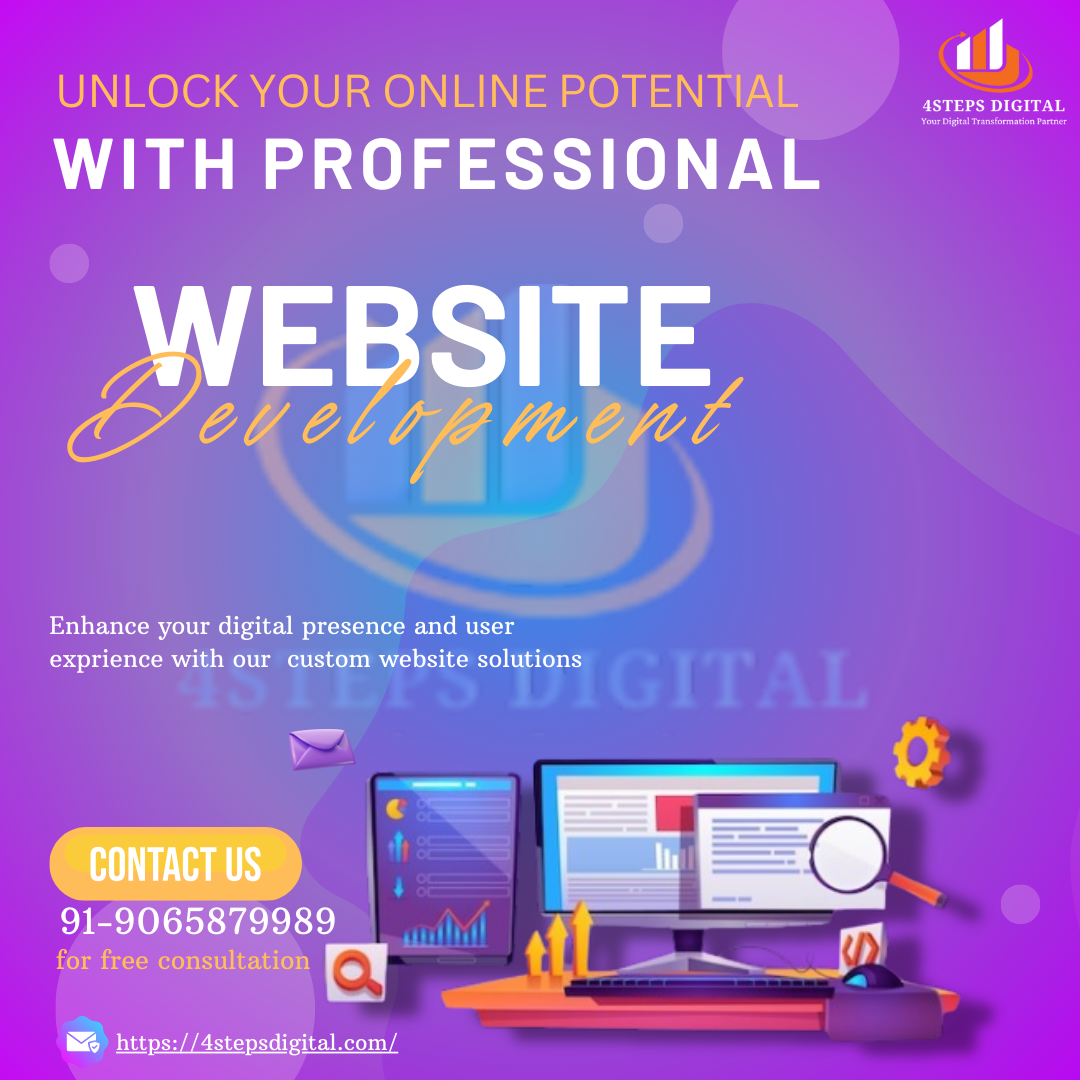 UNLOCK YOUR ONLINE POTENTIAL
4STEPS DIGITAL
Your Digital Transformation Partner
WITH PROFESSIONAL
WEBSITE
Development
Enhance your digital presence and user
exprience with our custom website solutions
4STEPS DIGITAL
CONTACT US
91-9065879989
for free consultation
https://4stepsdigital.com/